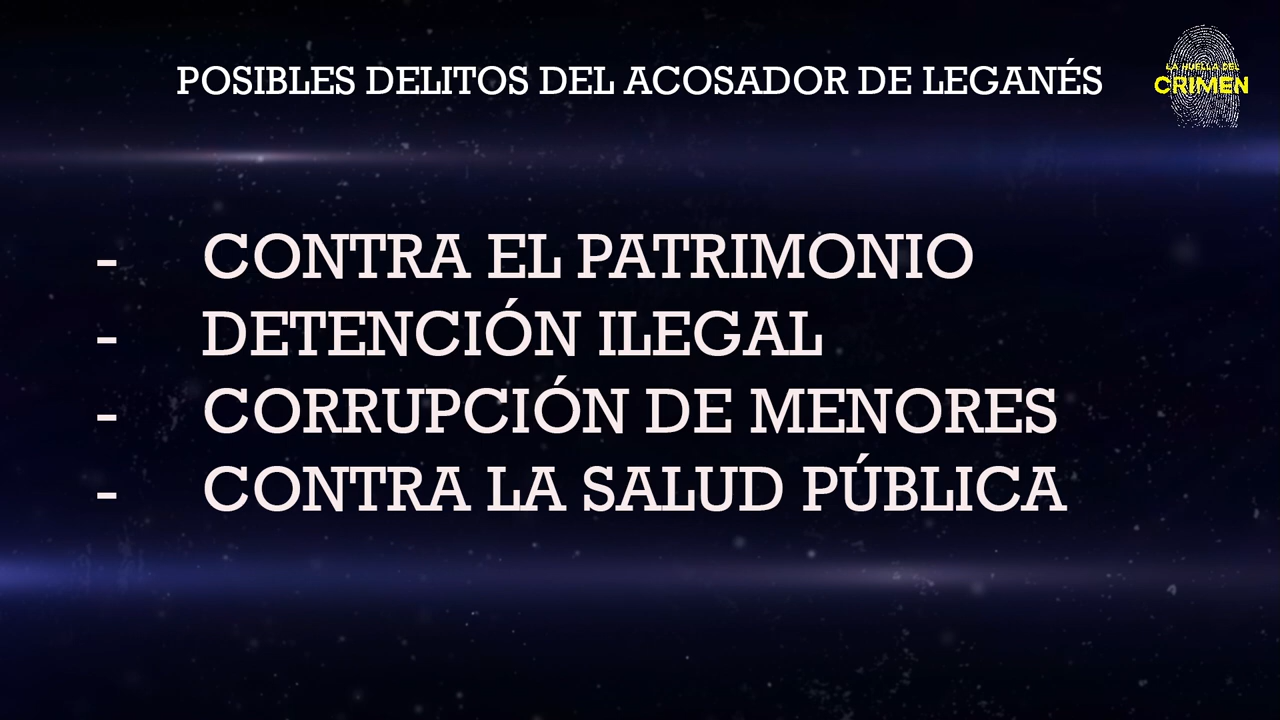 POSIBLES DELITOS DEL ACOSADOR DE LEGANÉS
LA HUELLA DEL
CRIMEN
- CONTRA EL PATRIMONIO
- DETENCIÓN ILEGAL
- CORRUPCIÓN DE MENORES
- CONTRA LA SALUD PÚBLICA